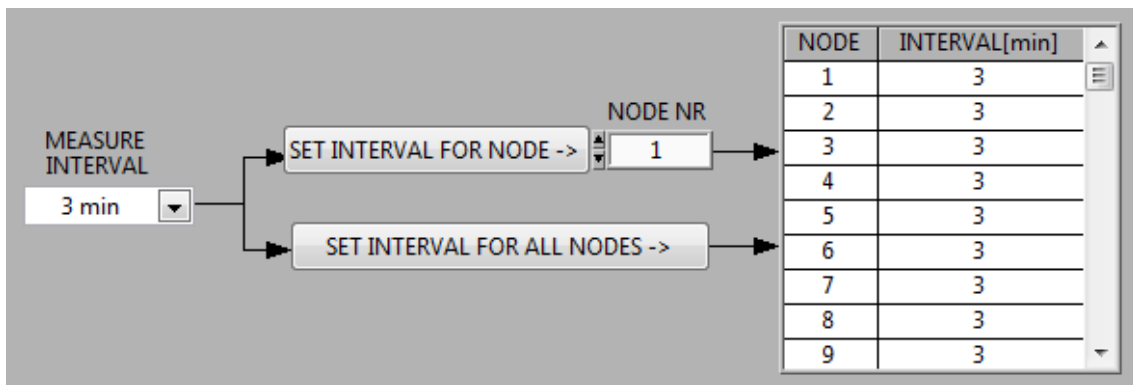 MEASURE
INTERVAL
3 min
SET INTERVAL FOR NODE ->
NODE NR
1
SET INTERVAL FOR ALL NODES ->
NODE INTERVAL[min]
1 3
2 3
3 3
4 3
5 3
6 3
7 3
8 3
9 3